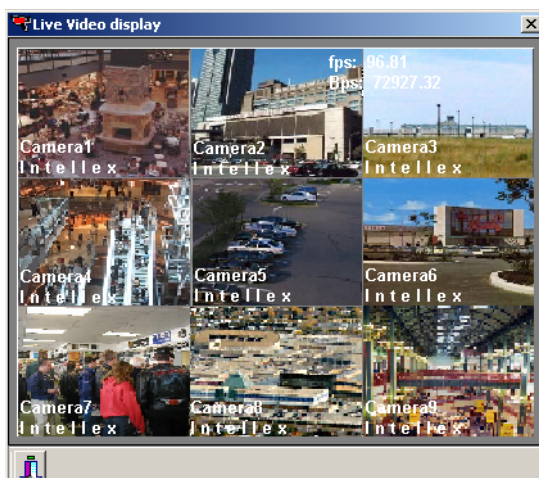 Live Video display
fps: 96.81
Bps: 72927.32
Camera1
Intellex
Camera2
Intellex
Camera3
Intellex
Camera4
Intellex
Camera5
Intellex
Camera6
Intellex
Camera7
Intellex
Camera8
Intellex
Camera9
Intellex